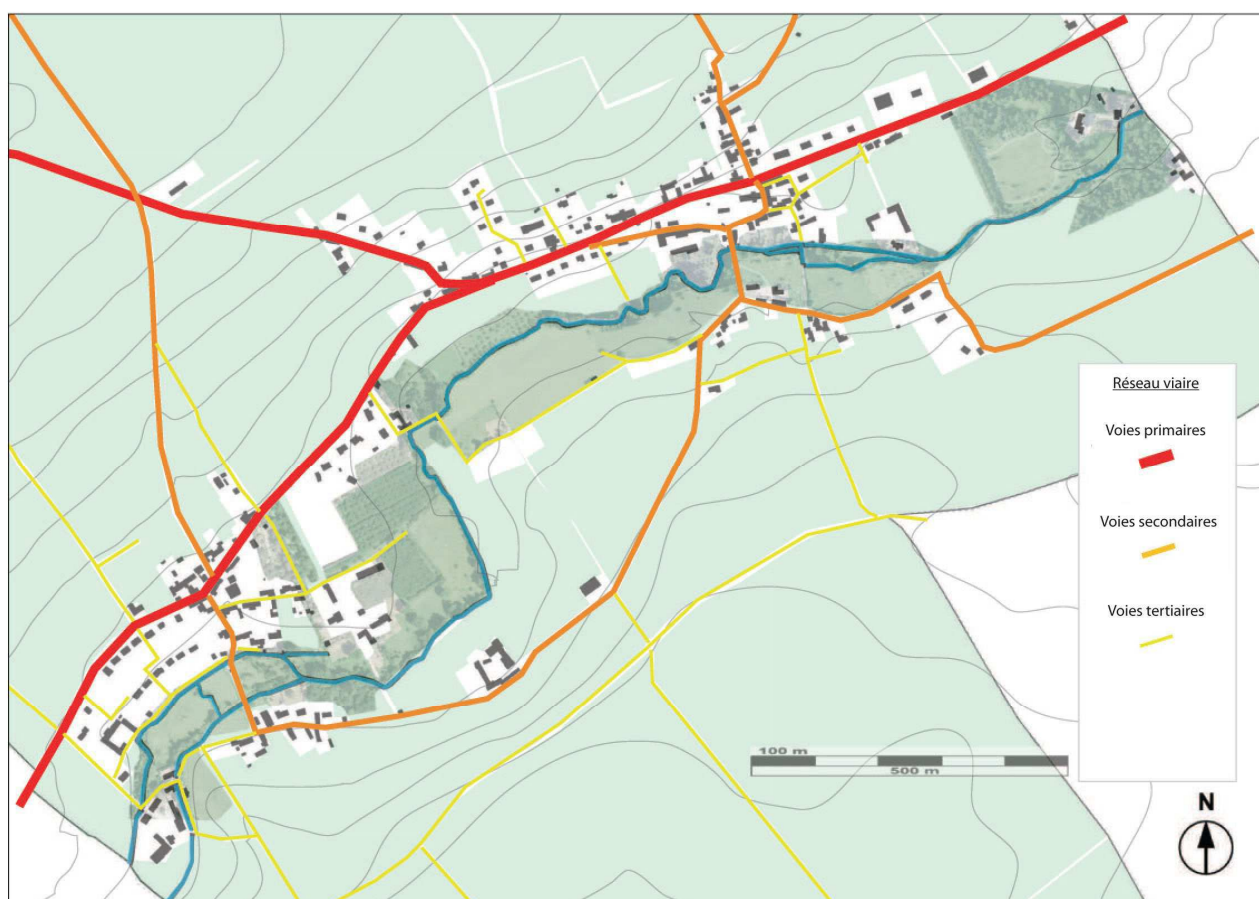 Réseau viaire
Voies primaires
Voies secondaires
Voies tertiaires
100 m
500 m
N